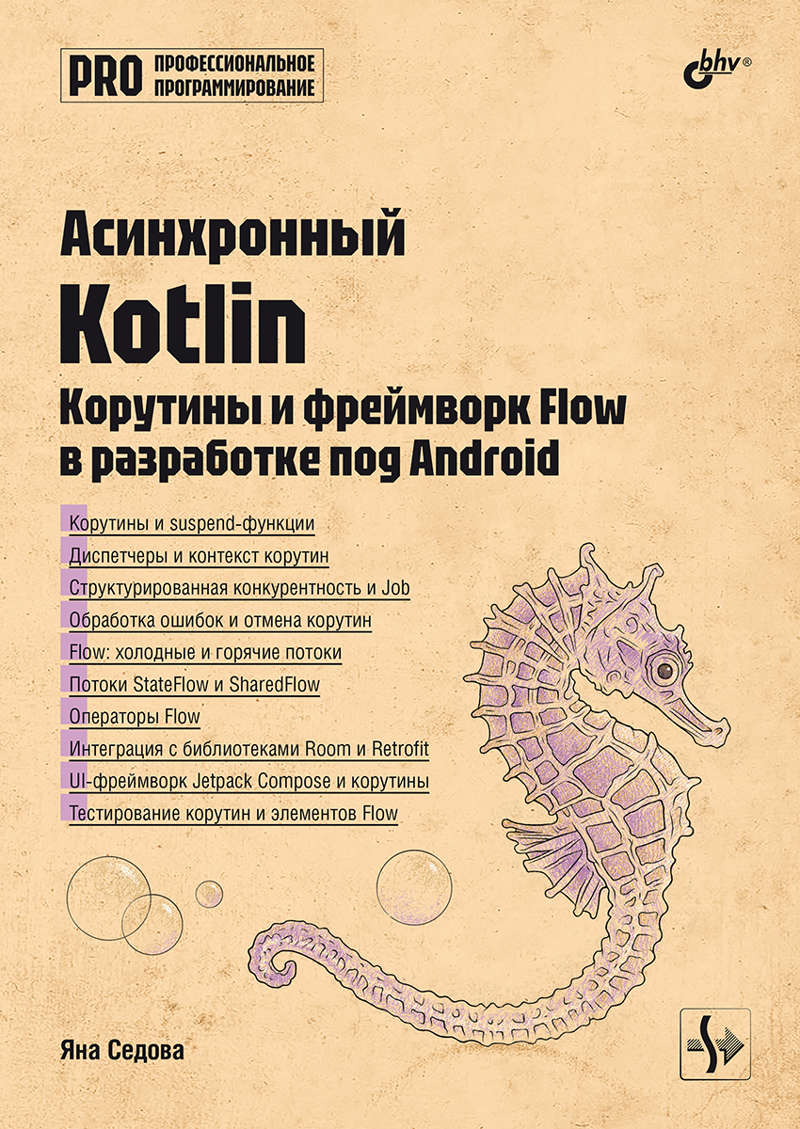 PRO ПРОФЕССИОНАЛЬНОЕ
ПРОГРАММИРОВАНИЕ
bhv®
Асинхронный
Kotlin
Корутины и фреймворк Flow
в разработке под Android
Корутины и suspend-функции
Диспетчеры и контекст корутин
Структурированная конкурентность и Job
Обработка ошибок и отмена корутин
Flow: холодные и горячие потоки
Потоки StateFlow и SharedFlow
Операторы Flow
Интеграция с библиотеками Room и Retrofit
UI-фреймворк Jetpack Compose и корутины
Тестирование корутин и элементов Flow
Яна Седова